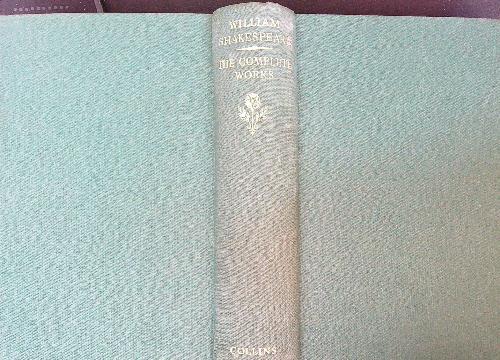 WILLIAM
SHAKESPEARE
THE COMPLETE
WORKS
COLLINS